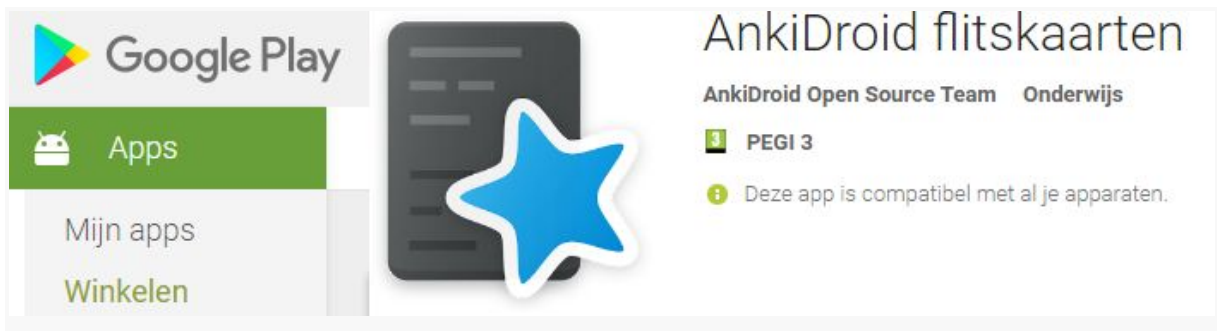 Google Play
Apps
Mijn apps
Winkelen
AnkiDroid flitskaarten
AnkiDroid Open Source Team Onderwijs
3 PEGI 3
Deze app is compatibel met al je apparaten.